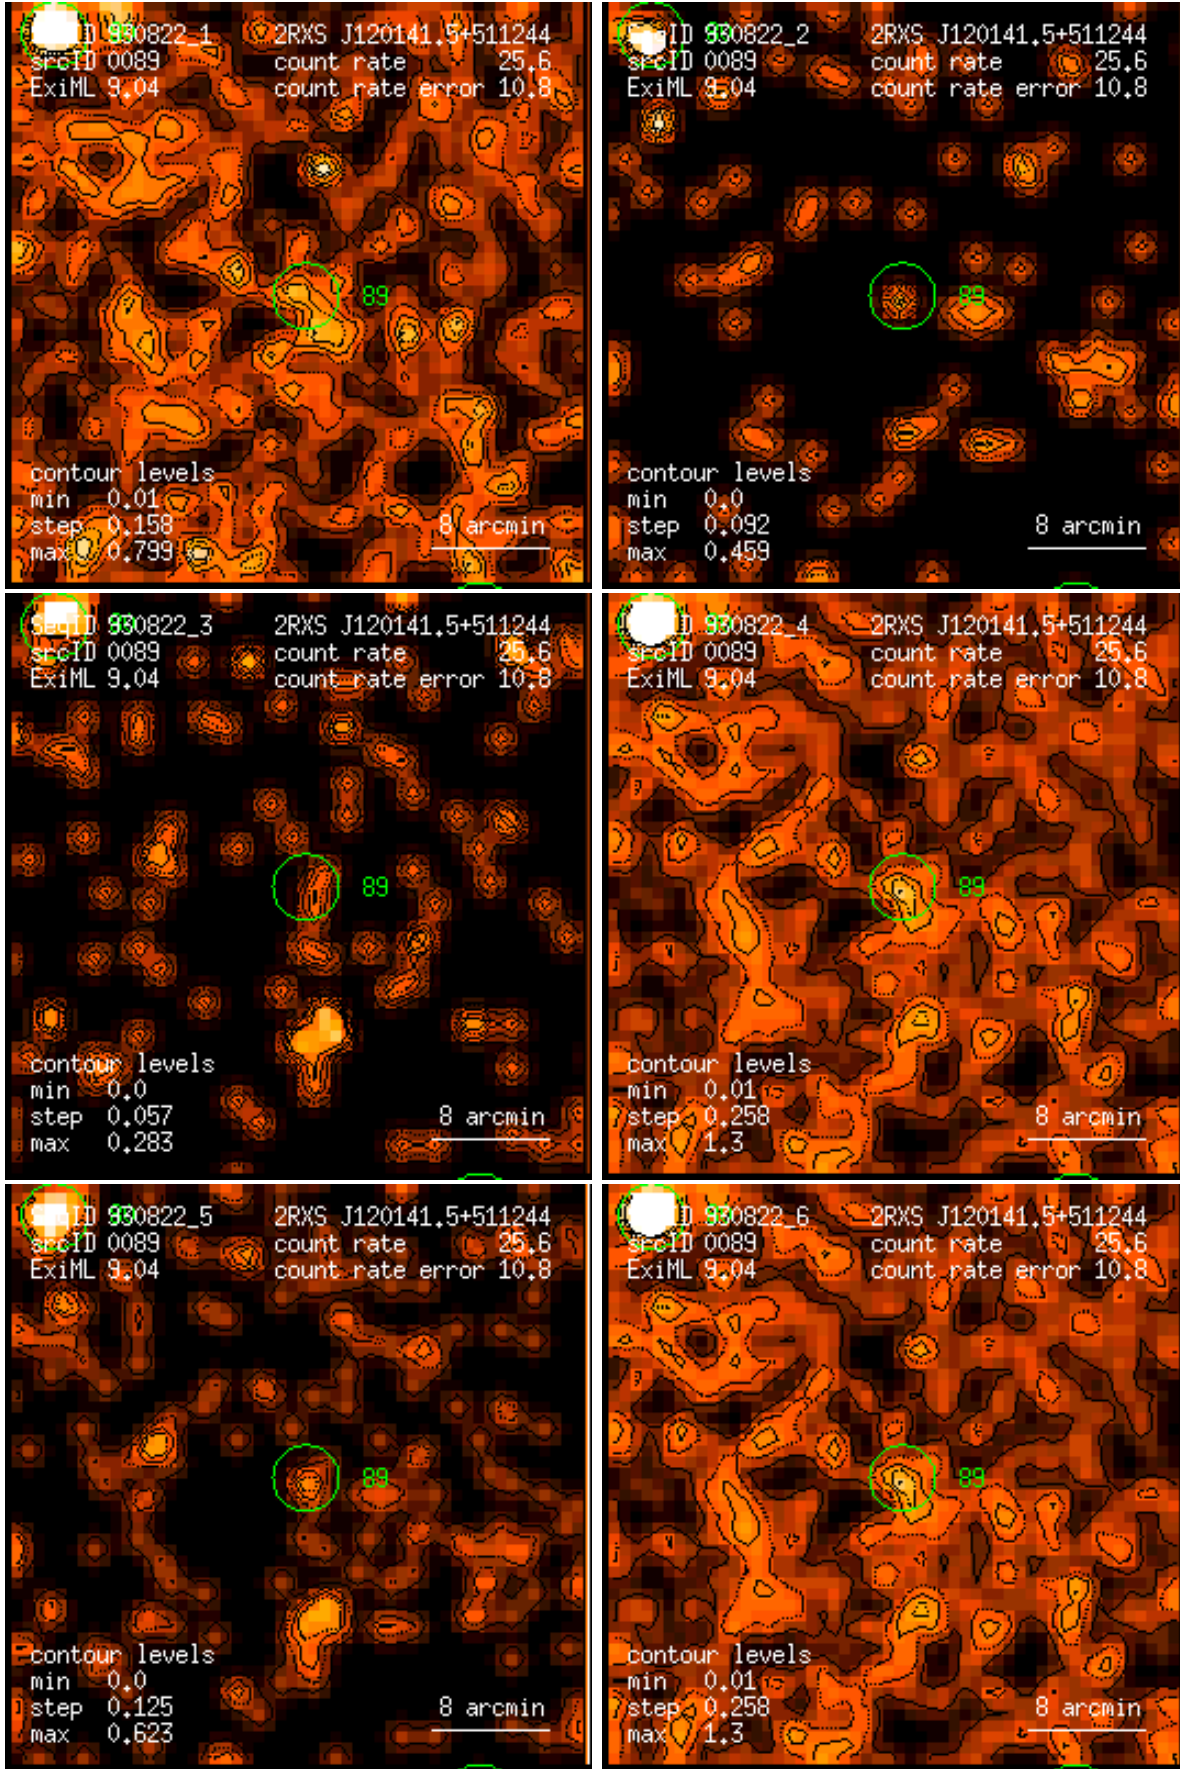 930822_1 2RXS J120141.5+511244
srcID 0089 count rate 25.6
ExiML 9.04 count rate error 10.8
89
contour levels
min 0.01
step 0.158 8 arcmin
max 0.799
930822_2 2RXS J120141.5+511244
srcID 0089 count rate 25.6
ExiML 9.04 count rate error 10.8
89
contour levels
min 0.0
step 0.092 8 arcmin
max 0.459
SeqID 930822_3 2RXS J120141.5+511244
srcID 0089 count rate 25.6
ExiML 9.04 count rate error 10.8
89
contour levels
min 0.0
step 0.057 8 arcmin
max 0.283
930822_4 2RXS J120141.5+511244
srcID 0089 count rate 25.6
ExiML 9.04 count rate error 10.8
89
contour levels
min 0.01
step 0.258 8 arcmin
max 1.3
SeqID 930822_5 2RXS J120141.5+511244
srcID 0089 count rate 25.6
ExiML 9.04 count rate error 10.8
89
contour levels
min 0.0
step 0.125 8 arcmin
max 0.623
930822_6 2RXS J120141.5+511244
srcID 0089 count rate 25.6
ExiML 9.04 count rate error 10.8
89
contour levels
min 0.01
step 0.258 8 arcmin
max 1.3